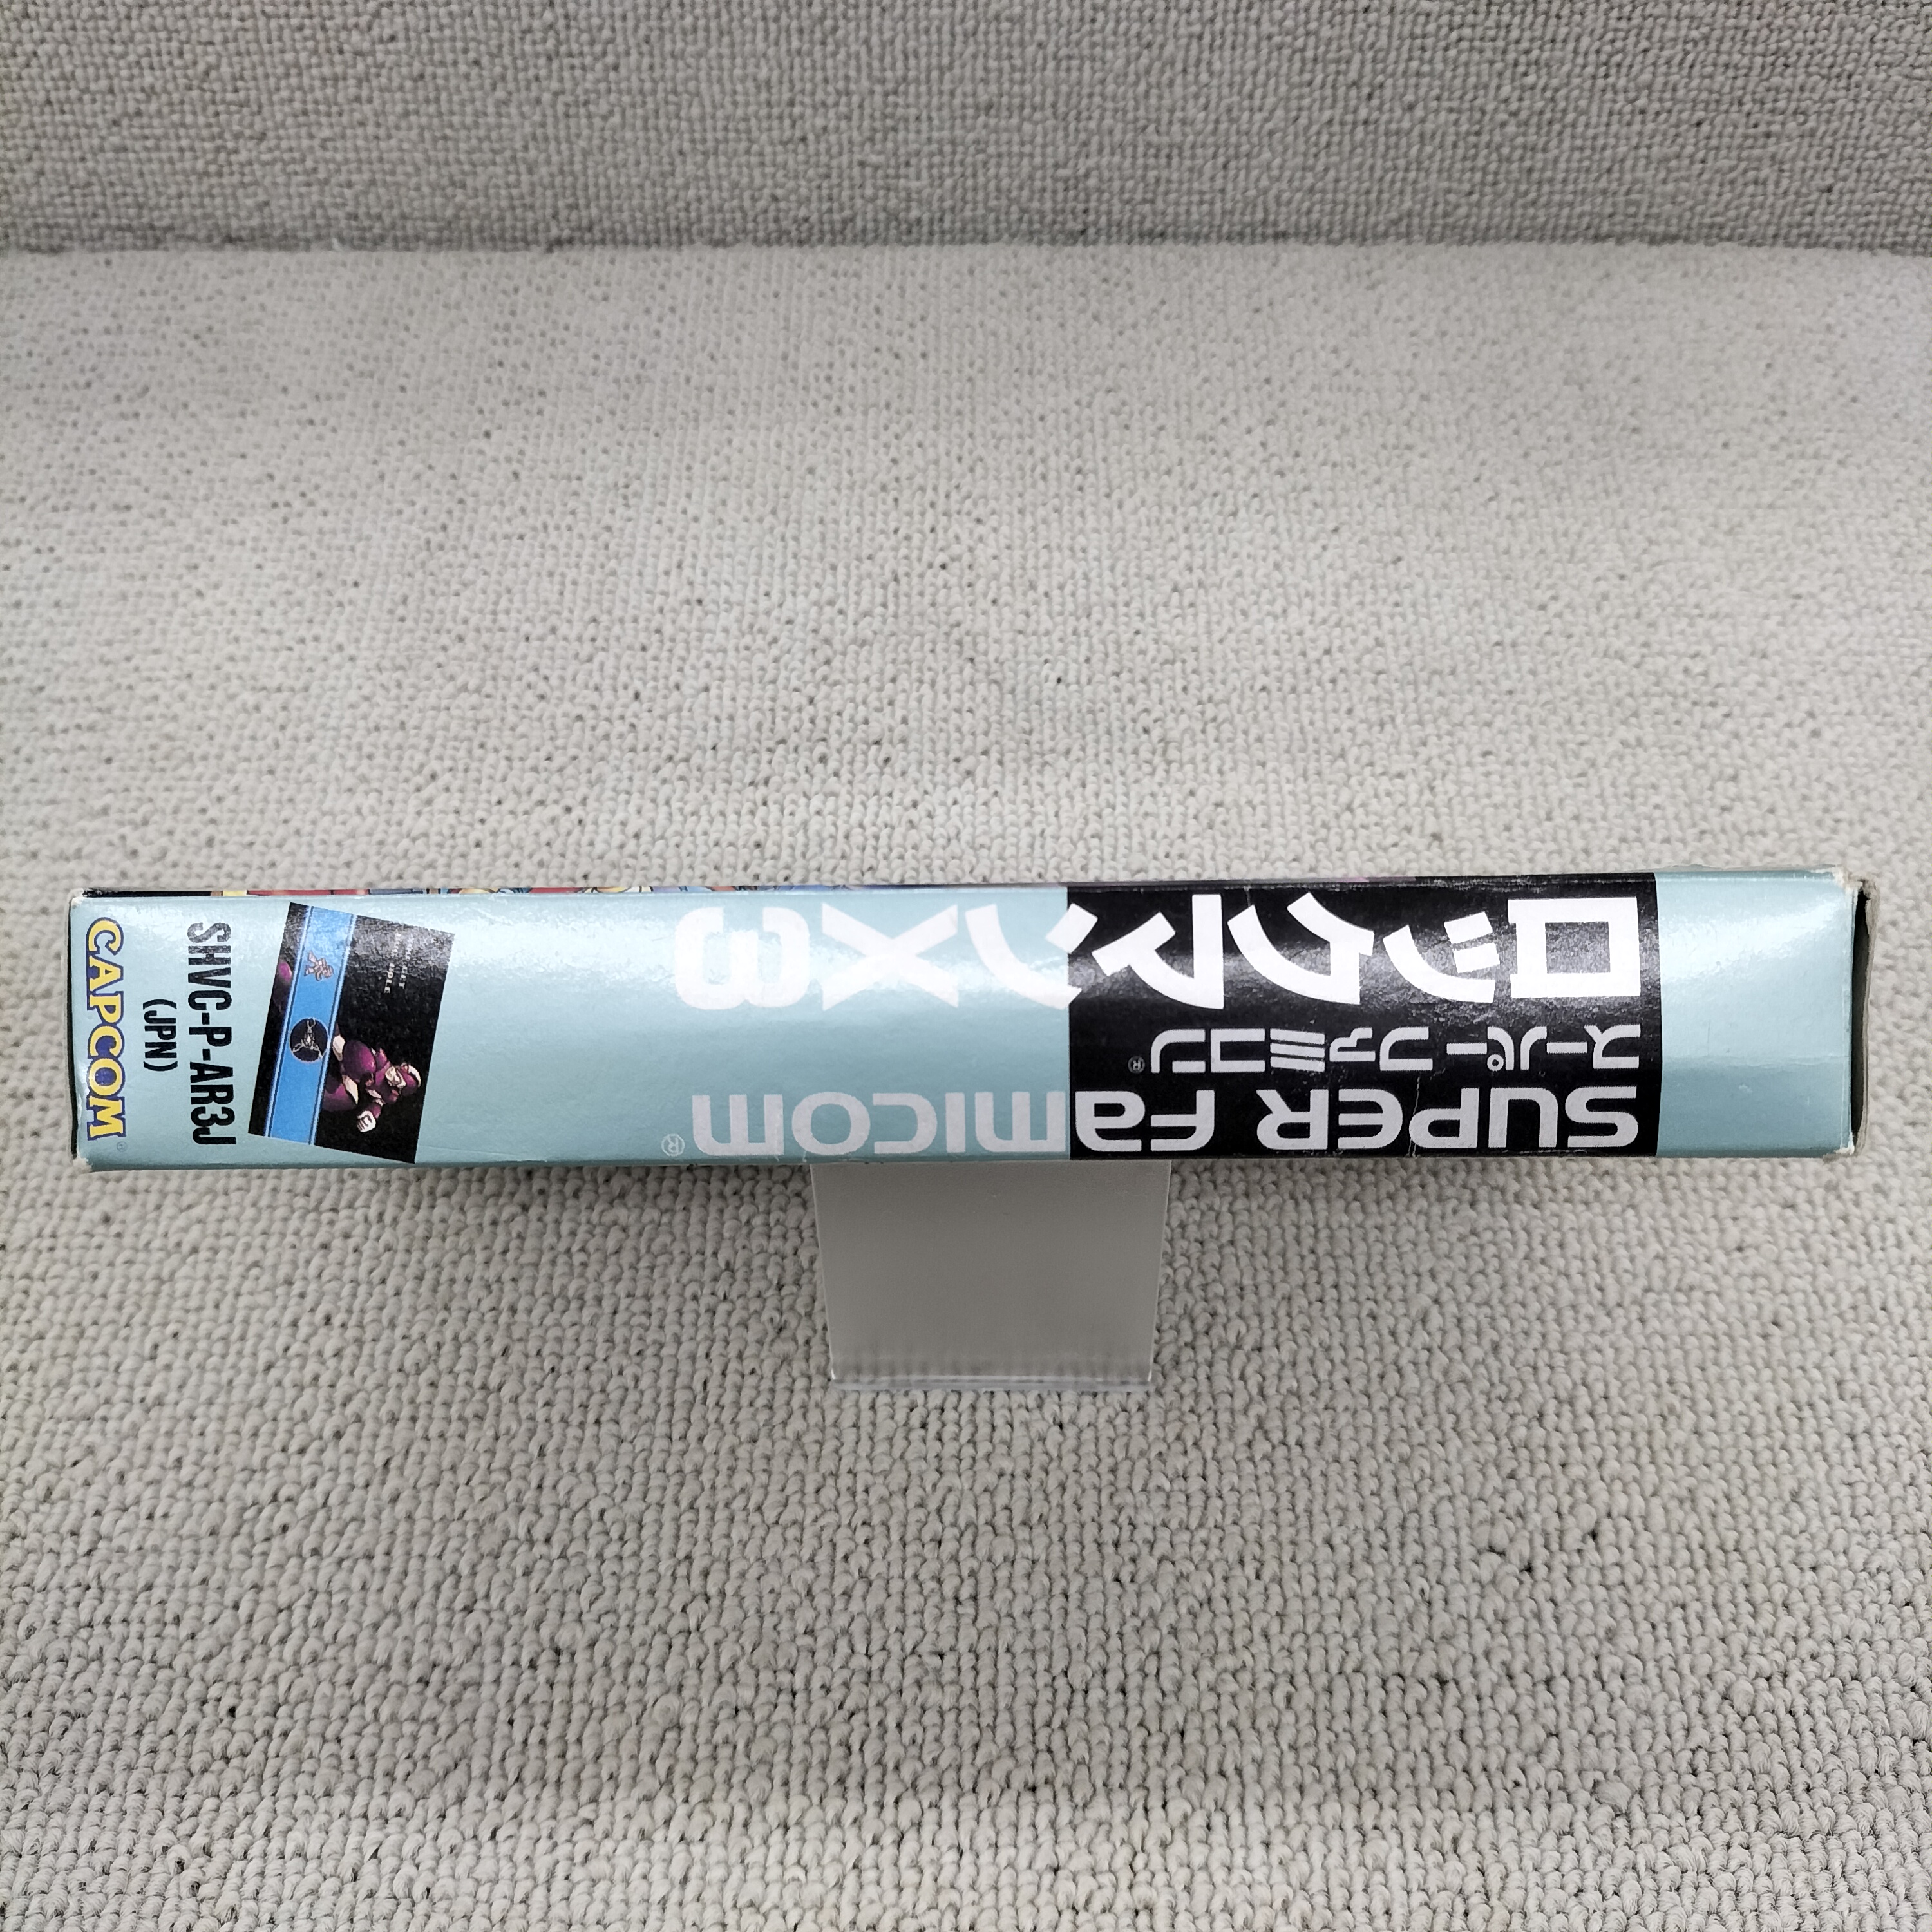 ロックマンX3
スーパーファミコン®
SUPER Famicom®
SHVC-P-AR3J
(JPN)
CAPCOM